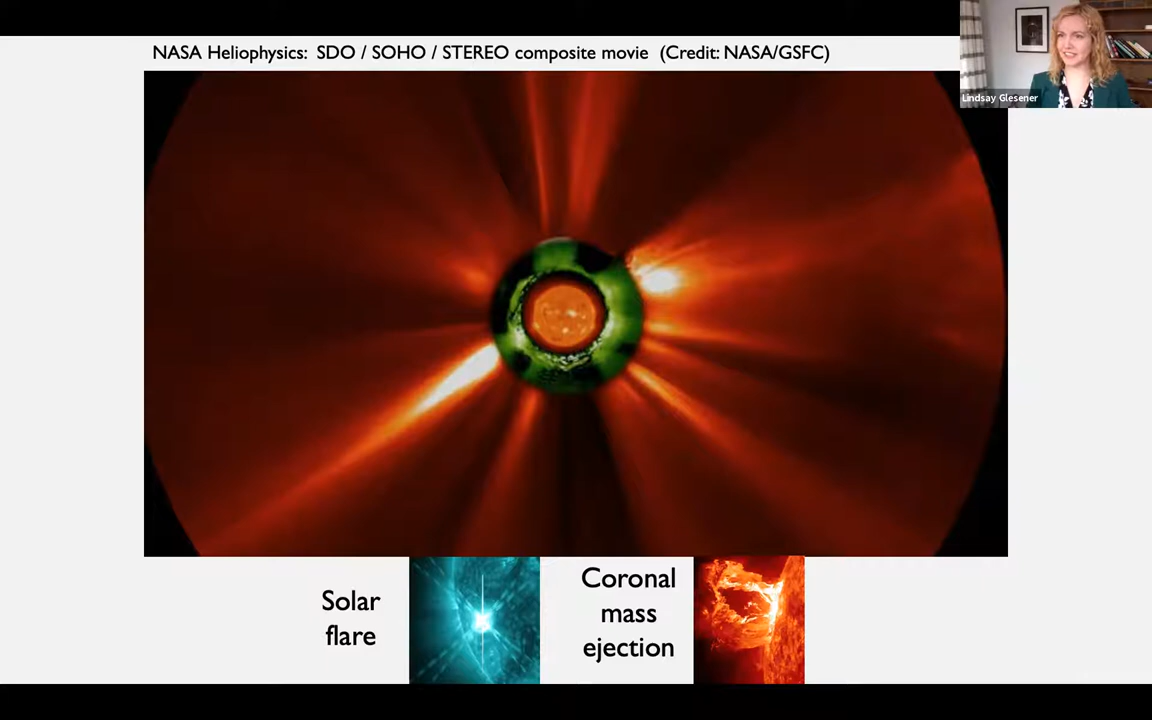 NASA Heliophysics:  SDO / SOHO / STEREO composite movie  (Credit: NASA/GSFC)
Lindsay Glesener
Solar
flare
Coronal
mass
ejection